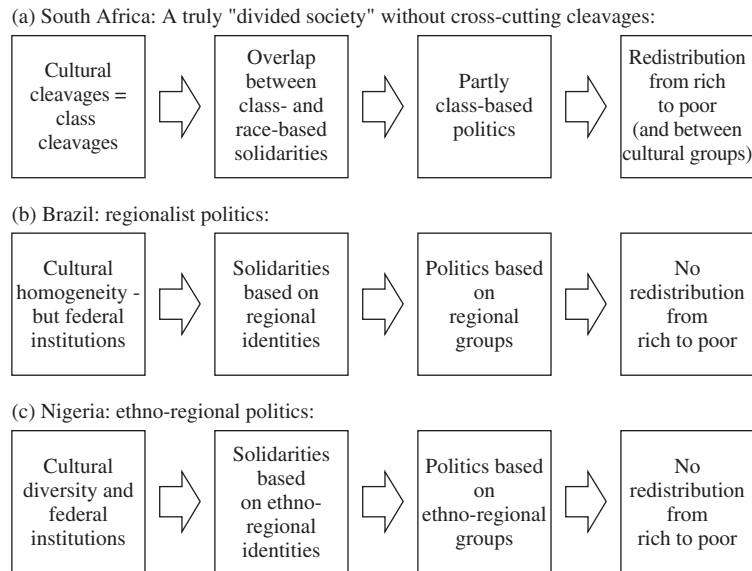 (a) South Africa: A truly "divided society" without cross-cutting cleavages:
Cultural
cleavages =
class
cleavages
Overlap
between
class- and
race-based
solidarities
Partly
class-based
politics
Redistribution
from rich
to poor
(and between
cultural groups)
(b) Brazil: regionalist politics:
Cultural
homogeneity -
but federal
institutions
Solidarities
based on
regional
identities
Politics based
on
regional
groups
No
redistribution
from
rich to poor
(c) Nigeria: ethno-regional politics:
Cultural
diversity and
federal
institutions
Solidarities
based
on ethno-
regional
identities
Politics based
on
ethno-regional
groups
No
redistribution
from
rich to poor